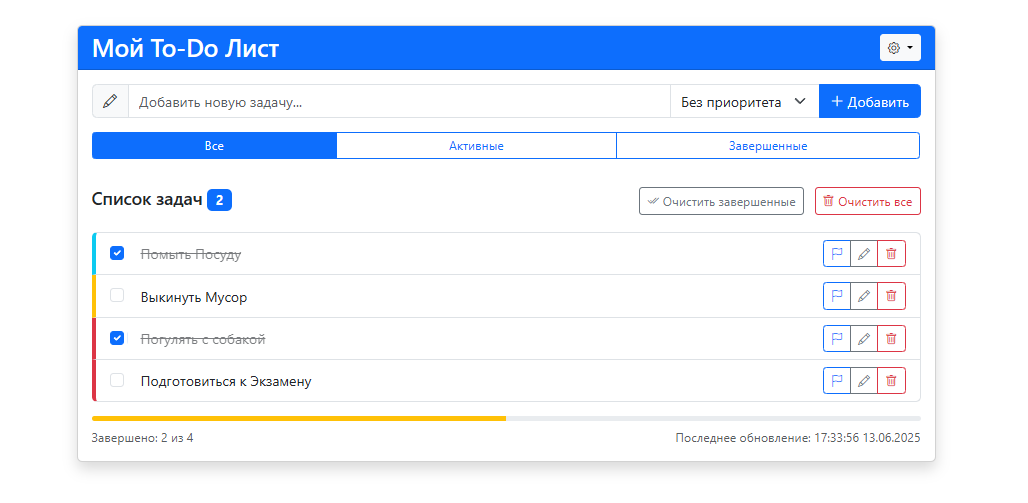 Мой To-Do Лист
Добавить новую задачу... Без приоритета Добавить
Все Активные Завершенные
Список задач 2 Очистить завершенные Очистить все
Помыть Посуду
Выкинуть Мусор
Погулять с собакой
Подготовиться к Экзамену
Завершено: 2 из 4 Последнее обновление: 17:33:56 13.06.2025